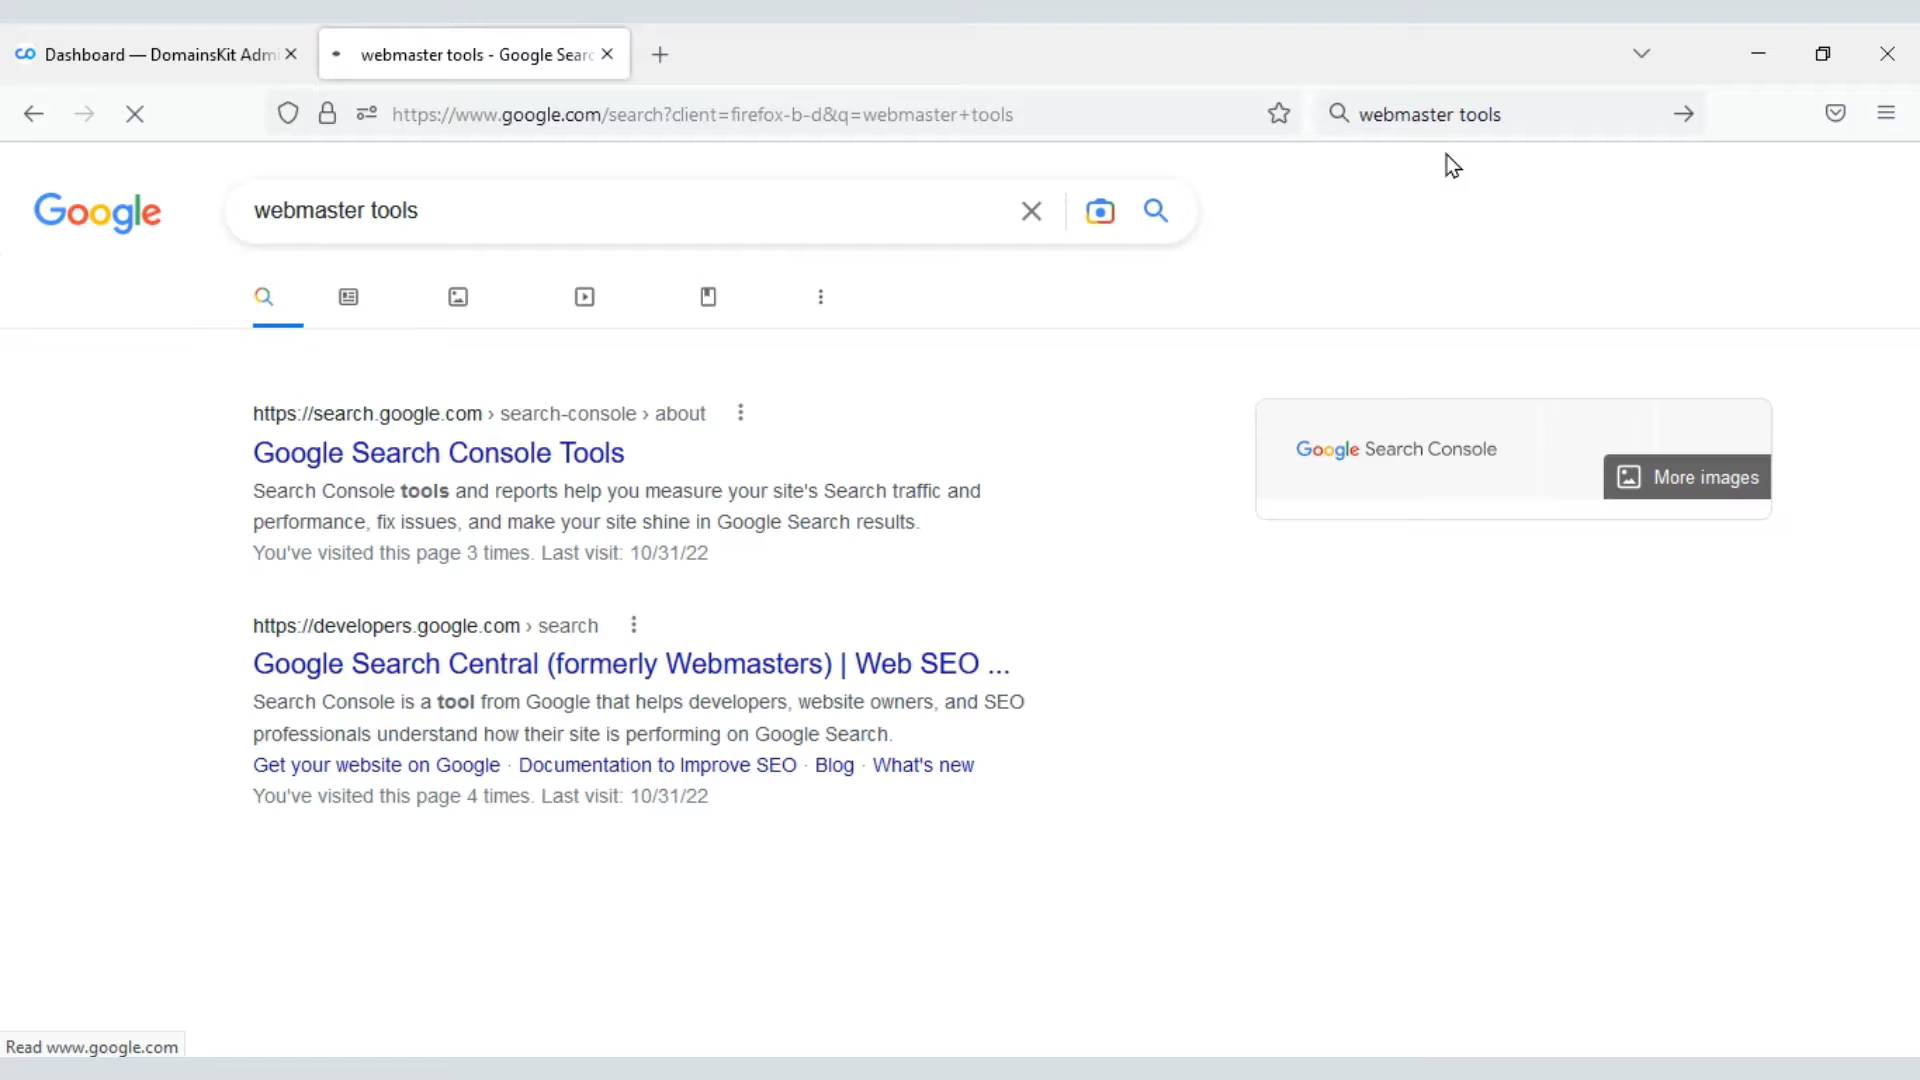 Dashboard — DomainsKit Admi
webmaster tools - Google Searc
https://www.google.com/search?client=firefox-b-d&q=webmaster+tools
webmaster tools
Google
webmaster tools
https://search.google.com › search-console › about
Google Search Console Tools
Search Console tools and reports help you measure your site's Search traffic and
performance, fix issues, and make your site shine in Google Search results.
You've visited this page 3 times. Last visit: 10/31/22
Google Search Console
More images
https://developers.google.com › search
Google Search Central (formerly Webmasters) | Web SEO ...
Search Console is a tool from Google that helps developers, website owners, and SEO
professionals understand how their site is performing on Google Search.
Get your website on Google · Documentation to Improve SEO · Blog · What's new
You've visited this page 4 times. Last visit: 10/31/22
Read www.google.com